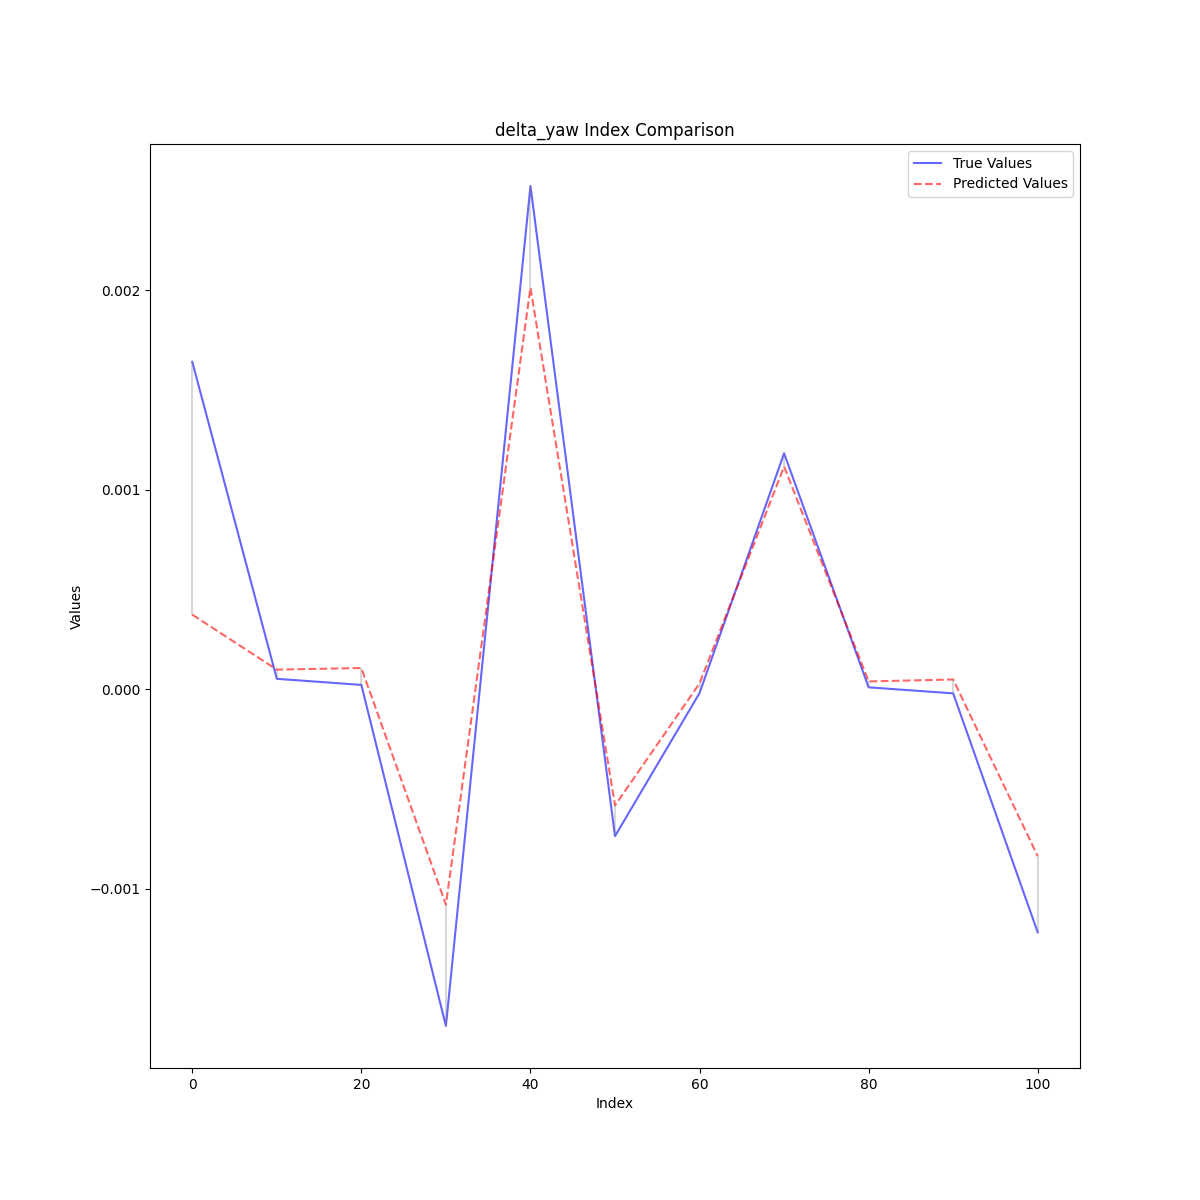 delta_yaw Index Comparison
True Values
Predicted Values
0.002
0.001
0.000
−0.001
Values
0
20
40
60
80
100
Index